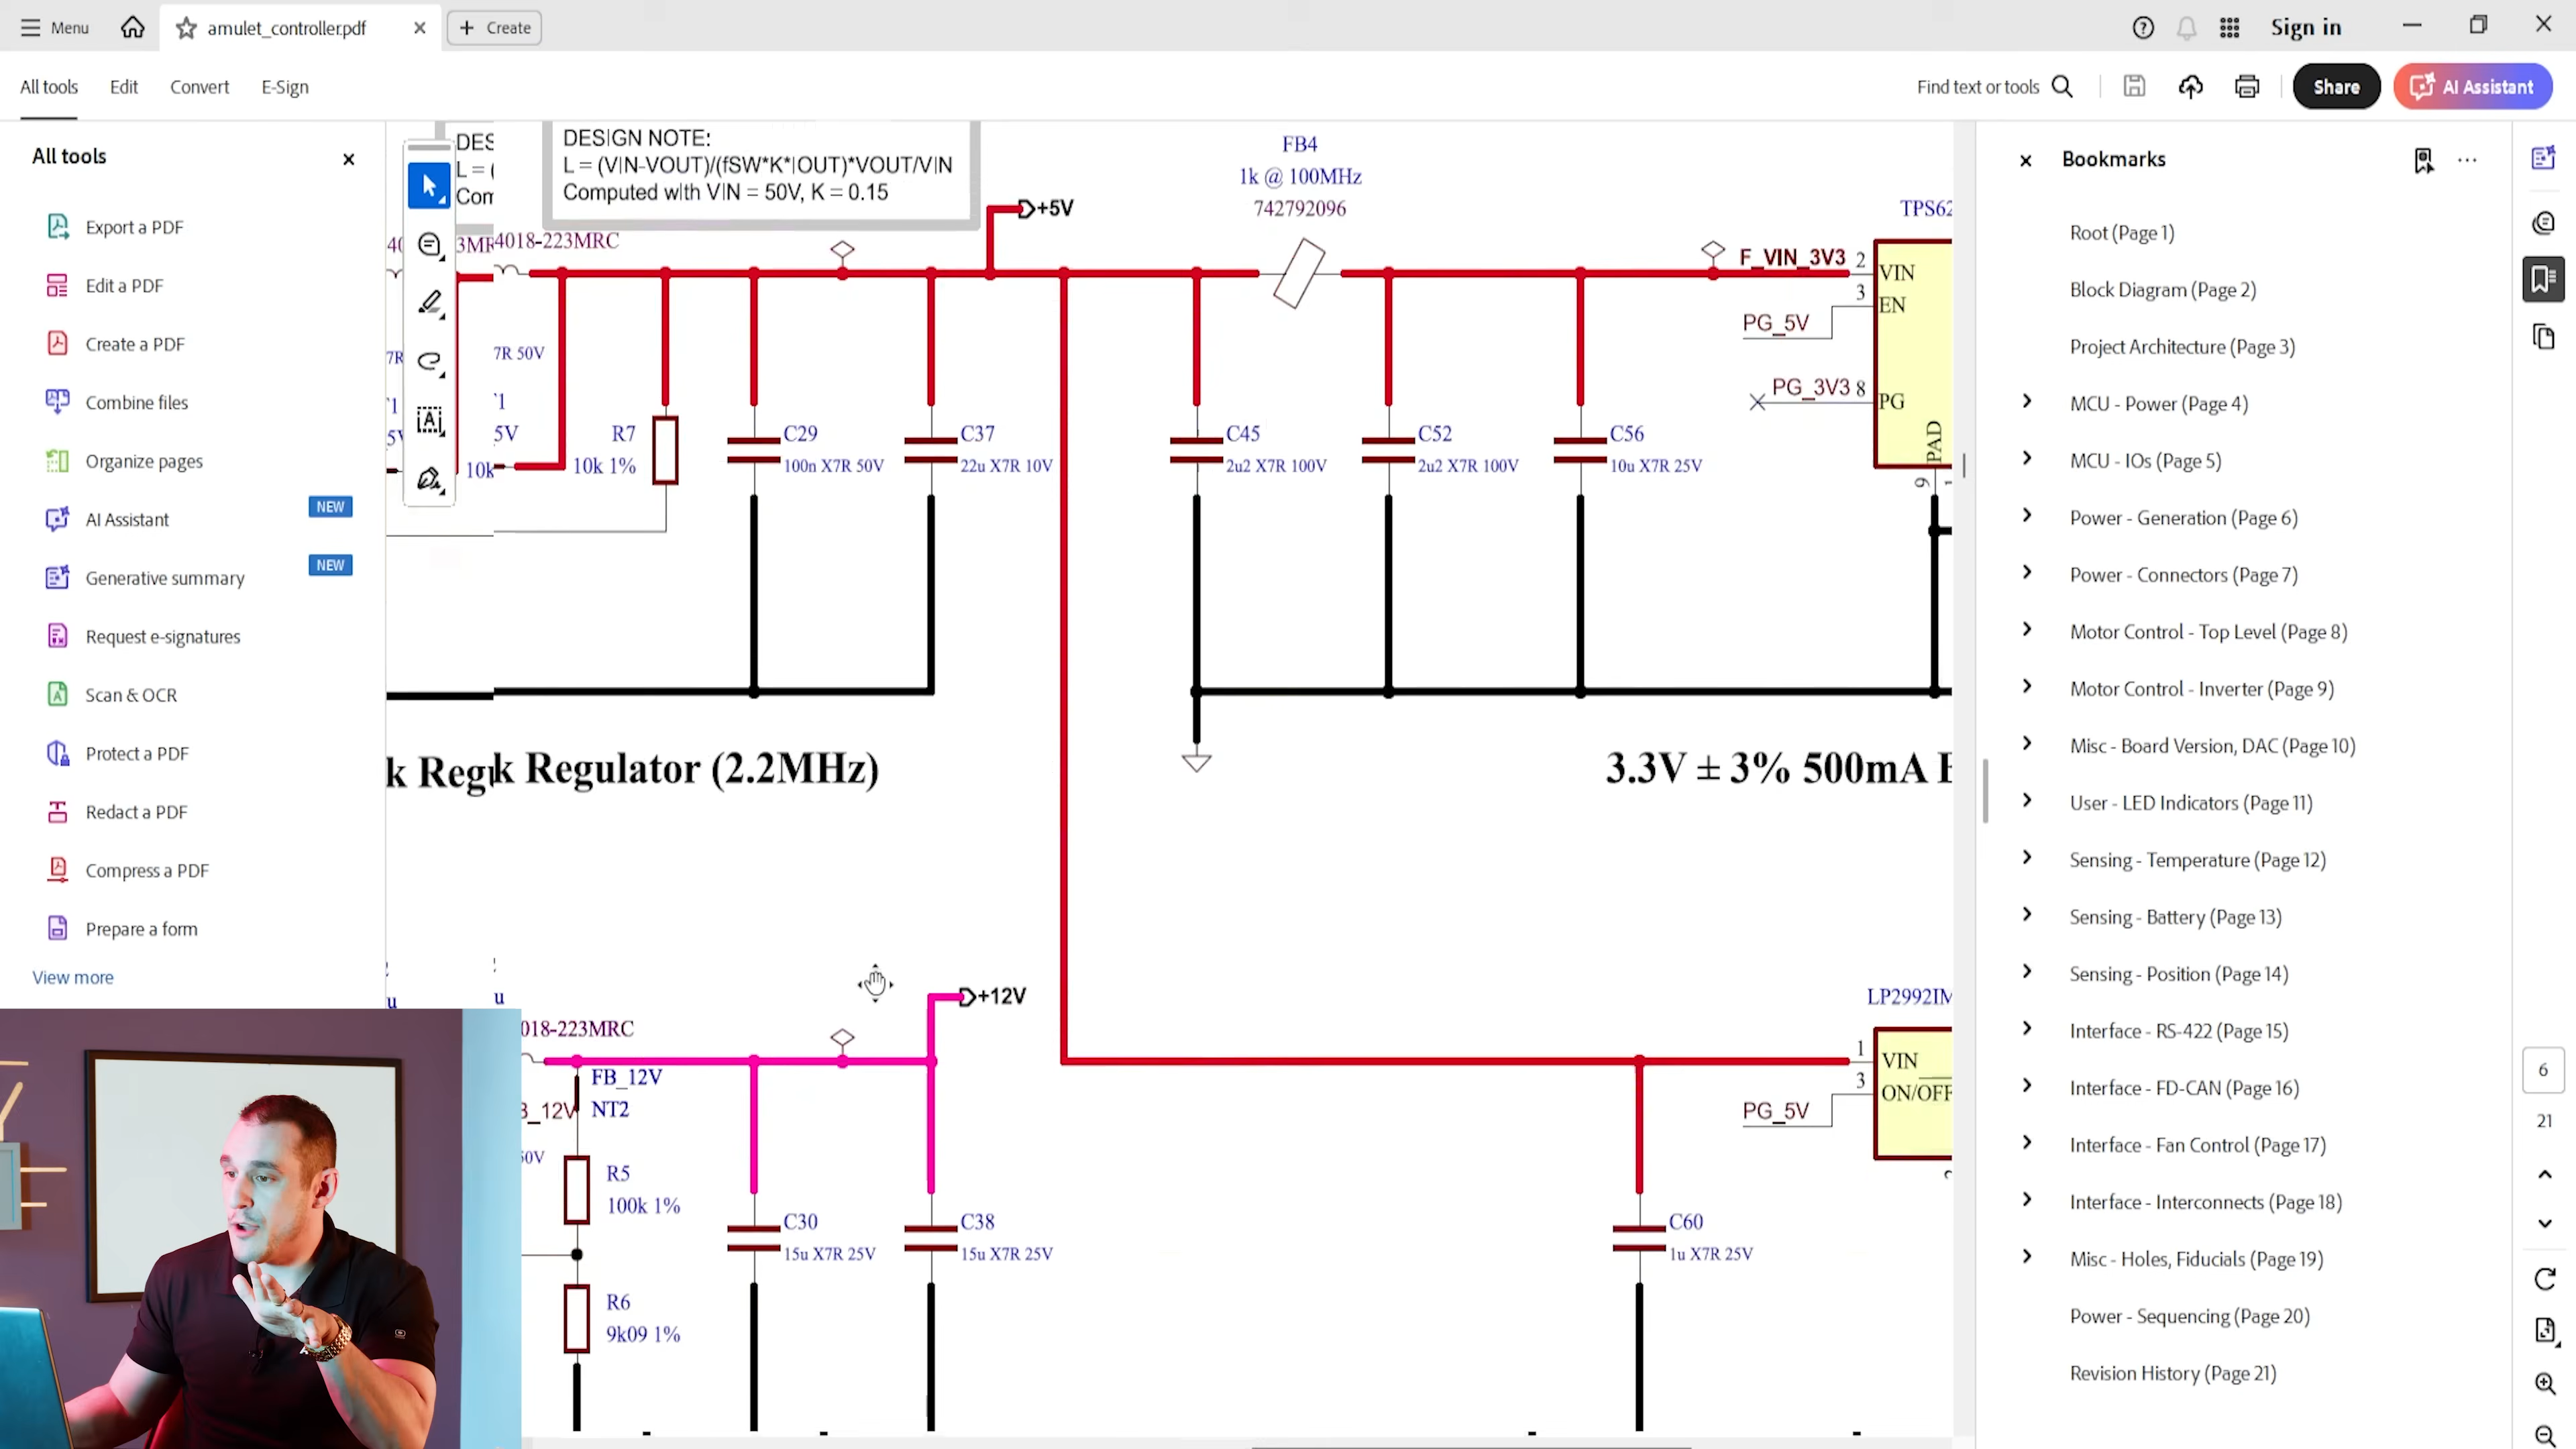 Menu
amulet_controller.pdf
Create
Sign in
All tools
Edit
Convert
E-Sign
Find text or tools
Share
AI Assistant
All tools
Export a PDF
Edit a PDF
Create a PDF
Combine files
Organize pages
AI Assistant
NEW
Generative summary
NEW
Request e-signatures
Scan & OCR
Protect a PDF
Redact a PDF
Compress a PDF
Prepare a form
View more
DESIGN NOTE:
L = (VIN-VOUT)/(fSW*K*IOUT)*VOUT/VIN
Computed with VIN = 50V, K = 0.15
4018-223MRC
+5V
FB4
1k @ 100MHz
742792096
TPS62
F_VIN_3V3
2
VIN
3
EN
PG_5V
PG_3V3
8
PG
PAD
9
7R 50V
5V
R7
10k 1%
C29
100n X7R 50V
C37
22u X7R 10V
C45
2u2 X7R 100V
C52
2u2 X7R 100V
C56
10u X7R 25V
k Regulator (2.2MHz)
3.3V ± 3% 500mA
+12V
018-223MRC
FB_12V
NT2
R5
100k 1%
R6
9k09 1%
C30
15u X7R 25V
C38
15u X7R 25V
LP2992IM
1
VIN
3
ON/OFF
PG_5V
C60
1u X7R 25V
Bookmarks
Root (Page 1)
Block Diagram (Page 2)
Project Architecture (Page 3)
MCU - Power (Page 4)
MCU - IOs (Page 5)
Power - Generation (Page 6)
Power - Connectors (Page 7)
Motor Control - Top Level (Page 8)
Motor Control - Inverter (Page 9)
Misc - Board Version, DAC (Page 10)
User - LED Indicators (Page 11)
Sensing - Temperature (Page 12)
Sensing - Battery (Page 13)
Sensing - Position (Page 14)
Interface - RS-422 (Page 15)
Interface - FD-CAN (Page 16)
Interface - Fan Control (Page 17)
Interface - Interconnects (Page 18)
Misc - Holes, Fiducials (Page 19)
Power - Sequencing (Page 20)
Revision History (Page 21)
6
21